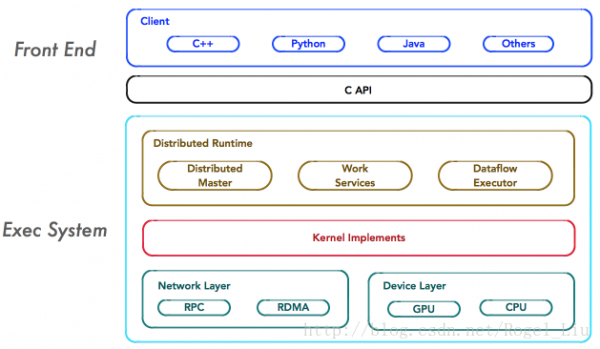 Front End
Client
C++
Python
Java
Others
C API
Exec System
Distributed Runtime
Distributed
Master
Work
Services
Dataflow
Executor
Kernel Implements
Network Layer
RPC
RDMA
Device Layer
GPU
CPU
http://blog.csdn.net/Rogel_Liu